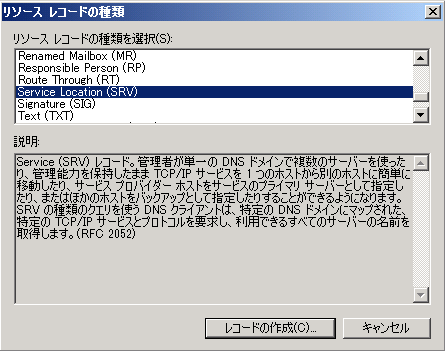 リソース レコードの種類
リソース レコードの種類を選択(S):
Renamed Mailbox (MR)
Responsible Person (RP)
Route Through (RT)
Service Location (SRV)
Signature (SIG)
Text (TXT)
説明:
Service (SRV) レコード。管理者が単一の DNS ドメインで複数のサーバーを使った
り、管理能力を保持したまま TCP/IP サービスを 1 つのホストから別のホストに簡単に
移動したり、サービス プロバイダー ホストをサービスのプライマリ サーバーとして指定し
たり、またはほかのホストをバックアップとして指定したりすることができるようになります。
SRV の種類のクエリを使う DNS クライアントは、特定の DNS ドメインにマップされた、
特定の TCP/IP サービスとプロトコルを要求し、利用できるすべてのサーバーの名前を
取得します。(RFC 2052)
レコードの作成(C)...
キャンセル